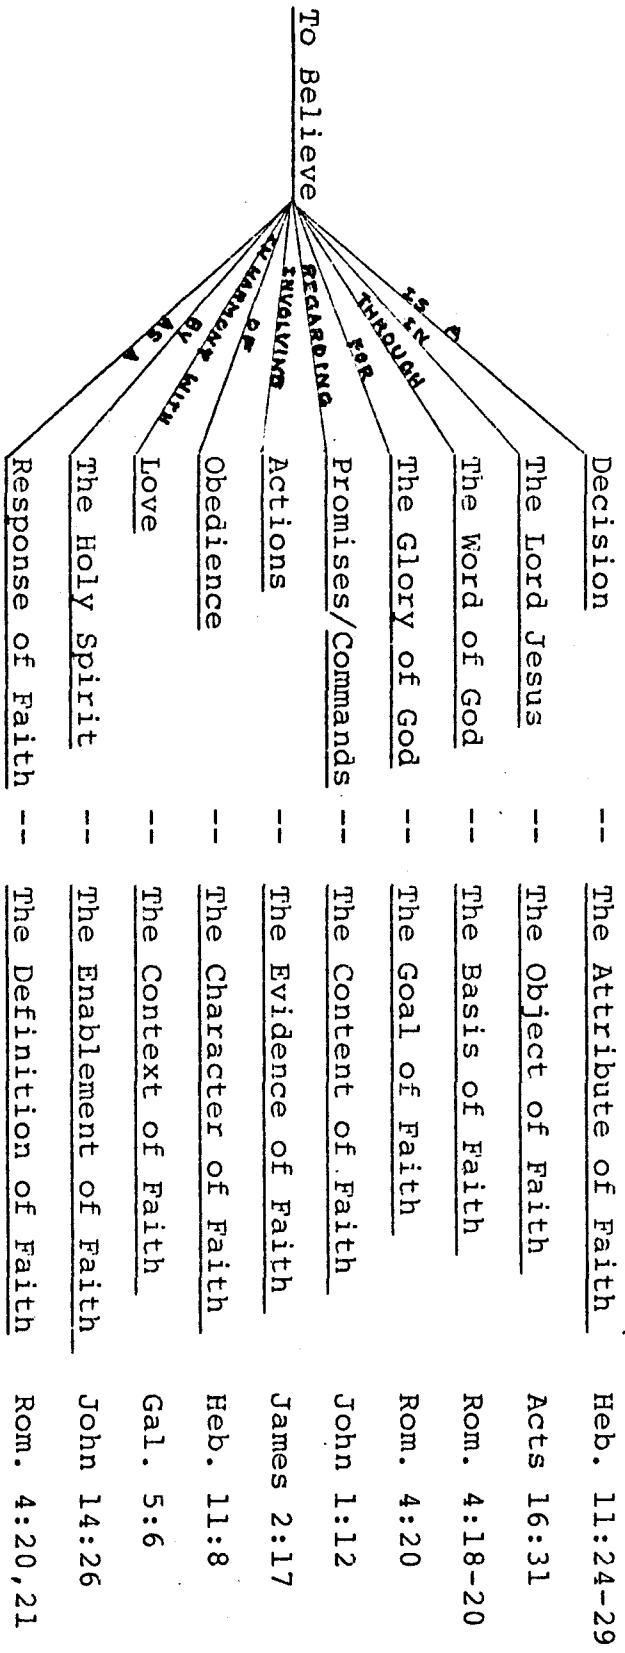 To Believe
IS A Decision -- The Attribute of Faith Heb. 11:24-29
IN The Lord Jesus -- The Object of Faith Acts 16:31
THROUGH The Word of God -- The Basis of Faith Rom. 4:18-20
FOR The Glory of God -- The Goal of Faith Rom. 4:20
REGARDING Promises/Commands -- The Content of Faith John 1:12
INVOLVING Actions -- The Evidence of Faith James 2:17
OF Obedience -- The Character of Faith Heb. 11:8
IN HARMONY WITH Love -- The Context of Faith Gal. 5:6
BY The Holy Spirit -- The Enablement of Faith John 14:26
AS A Response of Faith -- The Definition of Faith Rom. 4:20,21